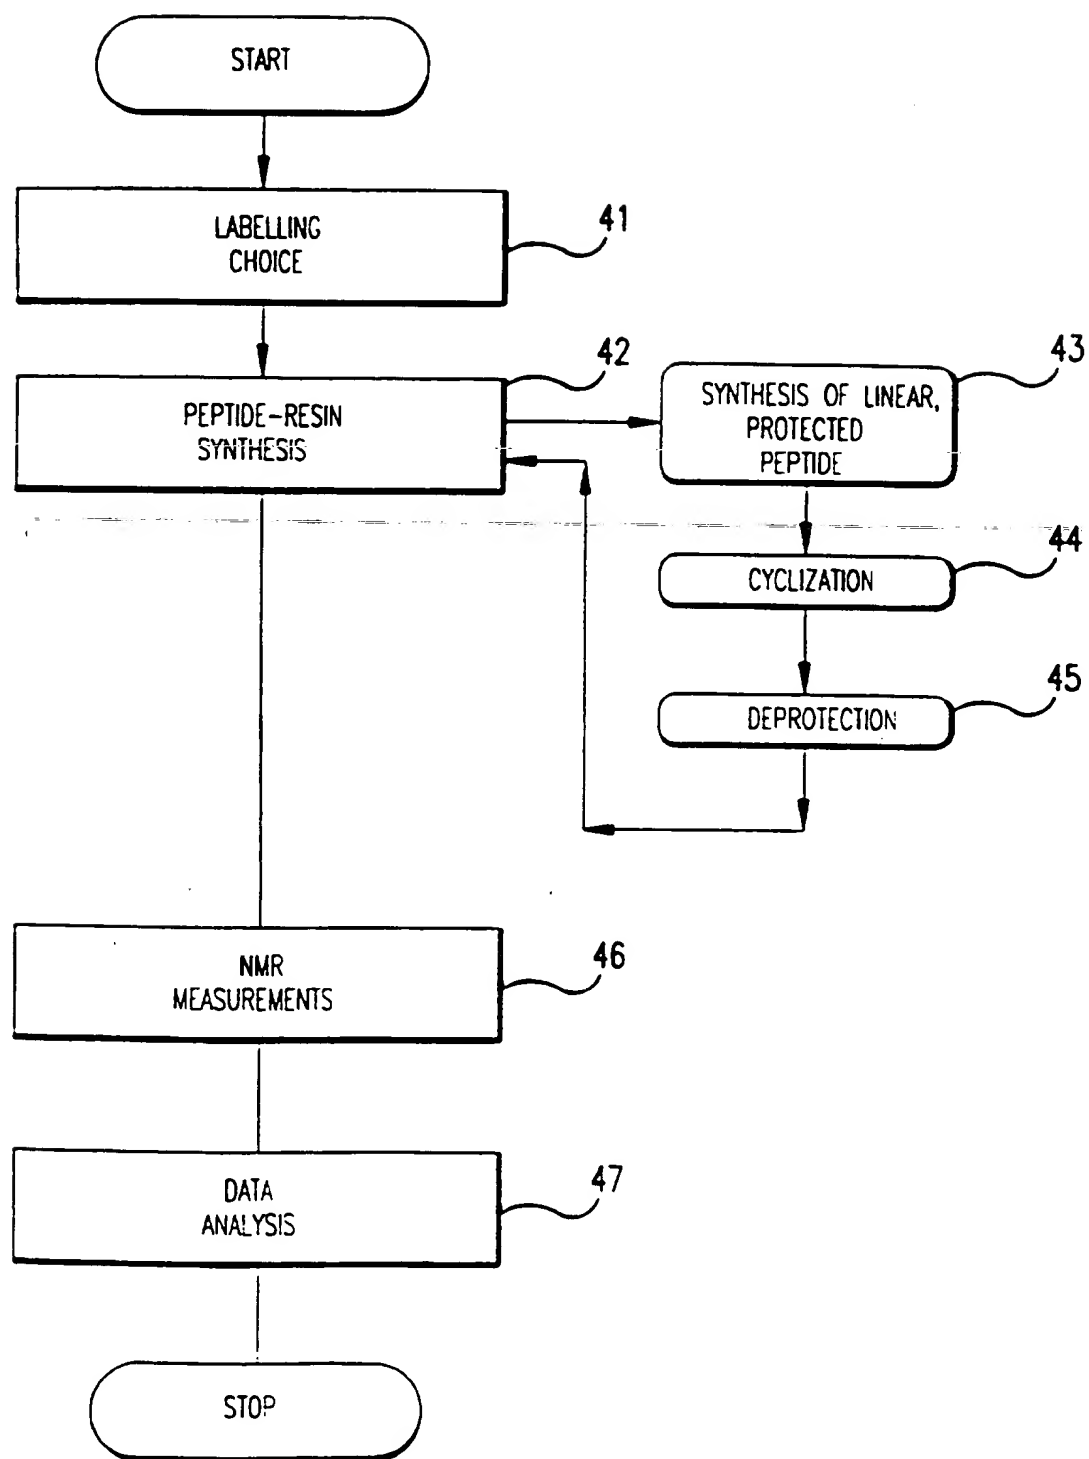 START
LABELLING
CHOICE
41
PEPTIDE-RESIN
SYNTHESIS
42
SYNTHESIS OF LINEAR,
PROTECTED
PEPTIDE
43
CYCLIZATION
44
DEPROTECTION
45
NMR
MEASUREMENTS
46
DATA
ANALYSIS
47
STOP